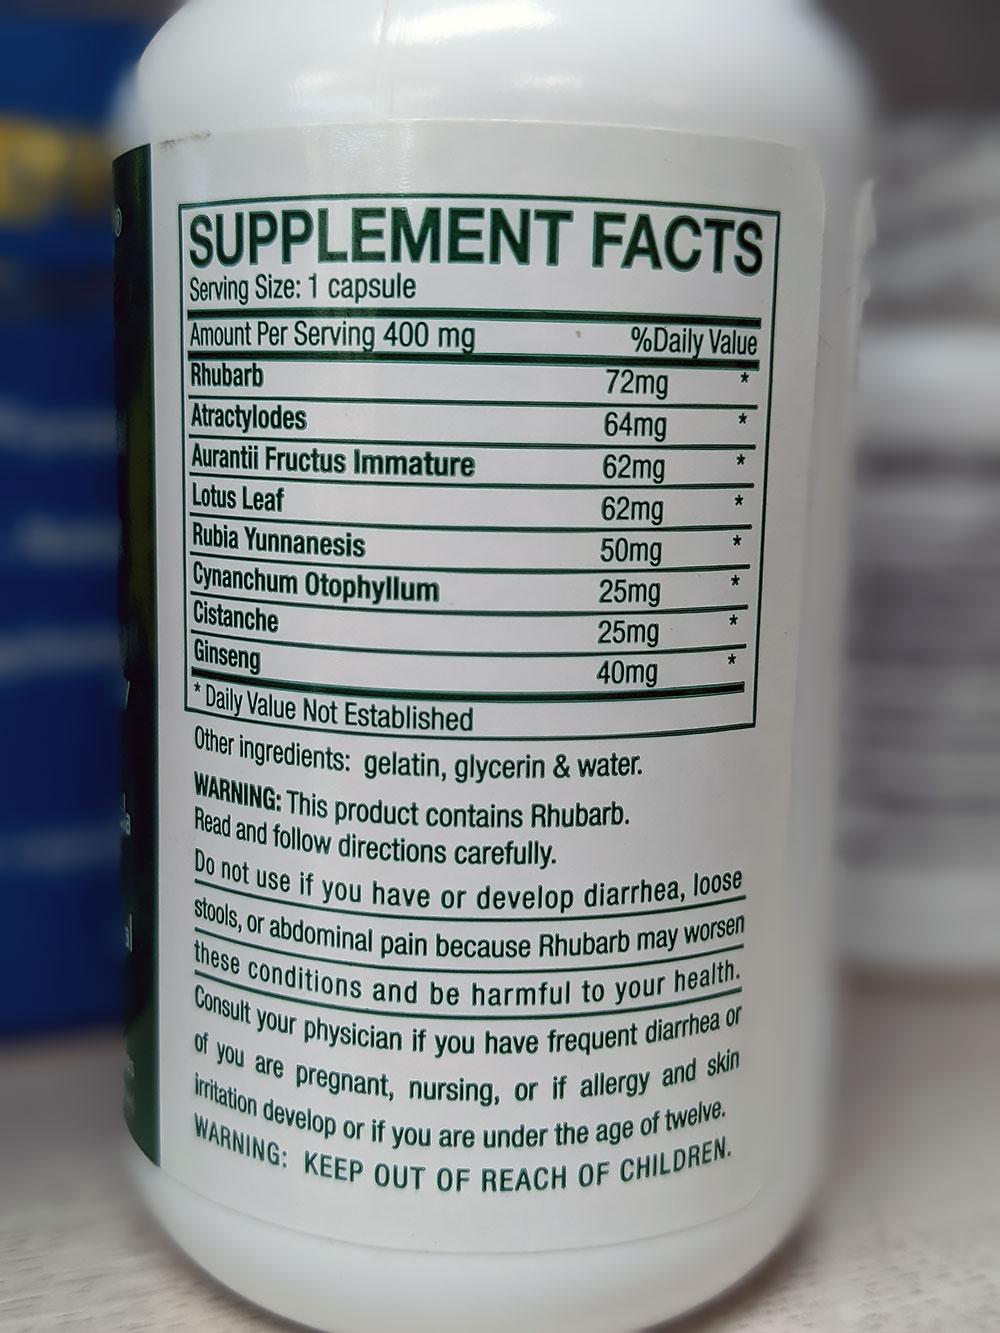 SUPPLEMENT FACTS
Serving Size: 1 capsule
Amount Per Serving 400 mg %Daily Value
Rhubarb 72mg *
Atractylodes 64mg *
Aurantii Fructus Immature 62mg *
Lotus Leaf 62mg *
Rubia Yunnanesis 50mg *
Cynanchum Otophyllum 25mg *
Cistanche 25mg *
Ginseng 40mg *
* Daily Value Not Established
Other ingredients: gelatin, glycerin & water.
WARNING: This product contains Rhubarb.
Read and follow directions carefully.
Do not use if you have or develop diarrhea, loose
stools, or abdominal pain because Rhubarb may worsen
these conditions and be harmful to your health.
Consult your physician if you have frequent diarrhea or
of you are pregnant, nursing, or if allergy and skin
irritation develop or if you are under the age of twelve.
WARNING: KEEP OUT OF REACH OF CHILDREN.